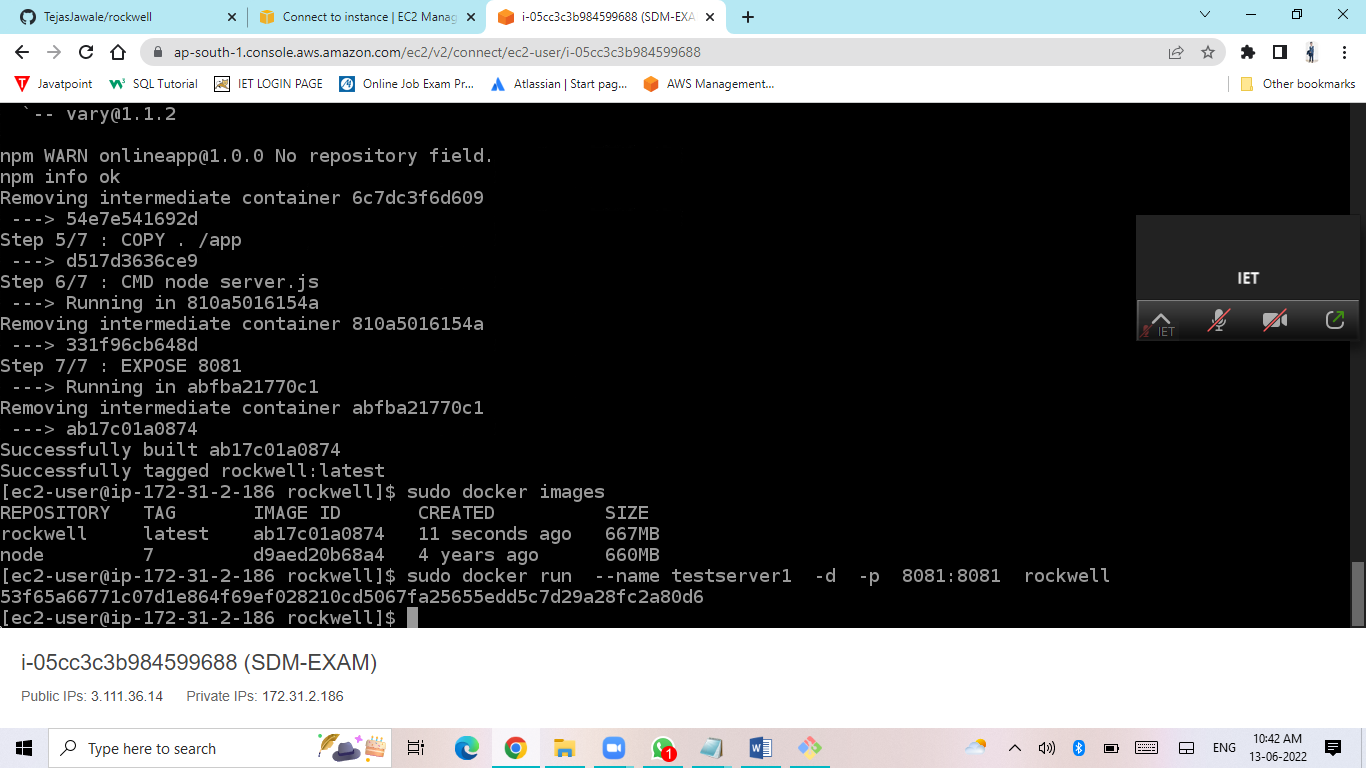 TejasJawale/rockwell
Connect to instance | EC2 Manag
i-05cc3c3b984599688 (SDM-EXA
ap-south-1.console.aws.amazon.com/ec2/v2/connect/ec2-user/i-05cc3c3b984599688
Javatpoint
SQL Tutorial
IET LOGIN PAGE
Online Job Exam Pr...
Atlassian | Start pag...
AWS Management...
Other bookmarks
`-- vary@1.1.2
npm WARN onlineapp@1.0.0 No repository field.
npm info ok
Removing intermediate container 6c7dc3f6d609
---> 54e7e541692d
Step 5/7 : COPY . /app
---> d517d3636ce9
Step 6/7 : CMD node server.js
---> Running in 810a5016154a
Removing intermediate container 810a5016154a
---> 331f96cb648d
Step 7/7 : EXPOSE 8081
---> Running in abfba21770c1
Removing intermediate container abfba21770c1
---> ab17c01a0874
Successfully built ab17c01a0874
Successfully tagged rockwell:latest
[ec2-user@ip-172-31-2-186 rockwell]$ sudo docker images
REPOSITORY TAG IMAGE ID CREATED SIZE
rockwell latest ab17c01a0874 11 seconds ago 667MB
node 7 d9aed20b68a4 4 years ago 660MB
[ec2-user@ip-172-31-2-186 rockwell]$ sudo docker run --name testserver1 -d -p 8081:8081 rockwell
53f65a66771c07d1e864f69ef028210cd5067fa25655edd5c7d29a28fc2a80d6
[ec2-user@ip-172-31-2-186 rockwell]$
IET
IET
i-05cc3c3b984599688 (SDM-EXAM)
Public IPs: 3.111.36.14 Private IPs: 172.31.2.186
Type here to search
1
ENG
10:42 AM
13-06-2022